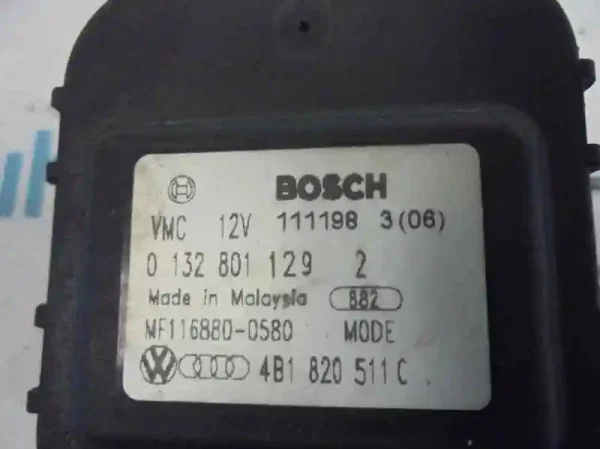 BOSCH
VMC 12V 111198 3(06)
0 132 801 129 2
Made in Malaysia 882
MF116880-0580 MODE
4B1 820 511 C